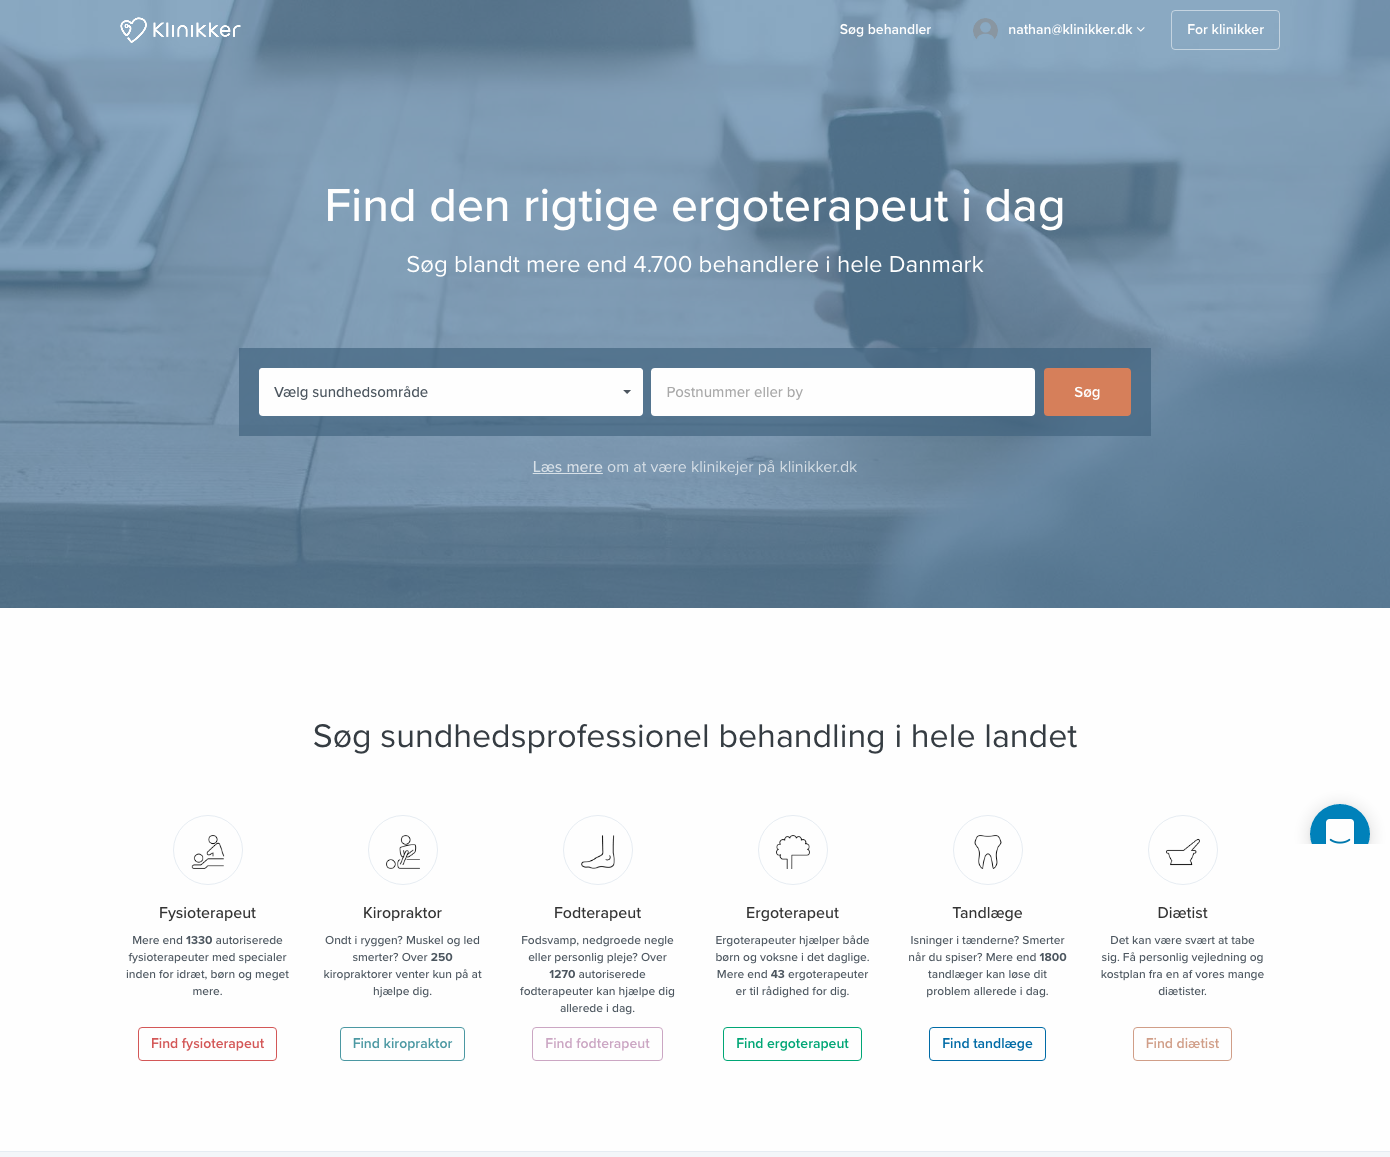 Klinikker
Søg behandler
nathan@klinikker.dk
For klinikker
Find den rigtige ergoterapeut i dag
Søg blandt mere end 4.700 behandlere i hele Danmark
Vælg sundhedsområde
Postnummer eller by
Søg
Læs mere om at være klinikejer på klinikker.dk
Søg sundhedsprofessionel behandling i hele landet
Fysioterapeut
Mere end 1330 autoriserede
fysioterapeuter med specialer
inden for idræt, børn og meget
mere.
Find fysioterapeut
Kiropraktor
Ondt i ryggen? Muskel og led
smerter? Over 250
kiropraktorer venter kun på at
hjælpe dig.
Find kiropraktor
Fodterapeut
Fodsvamp, nedgroede negle
eller personlig pleje? Over
1270 autoriserede
fodterapeuter kan hjælpe dig
allerede i dag.
Find fodterapeut
Ergoterapeut
Ergoterapeuter hjælper både
børn og voksne i det daglige.
Mere end 43 ergoterapeuter
er til rådighed for dig.
Find ergoterapeut
Tandlæge
Isninger i tænderne? Smerter
når du spiser? Mere end 1800
tandlæger kan løse dit
problem allerede i dag.
Find tandlæge
Diætist
Det kan være svært at tabe
sig. Få personlig vejledning og
kostplan fra en af vores mange
diætister.
Find diætist